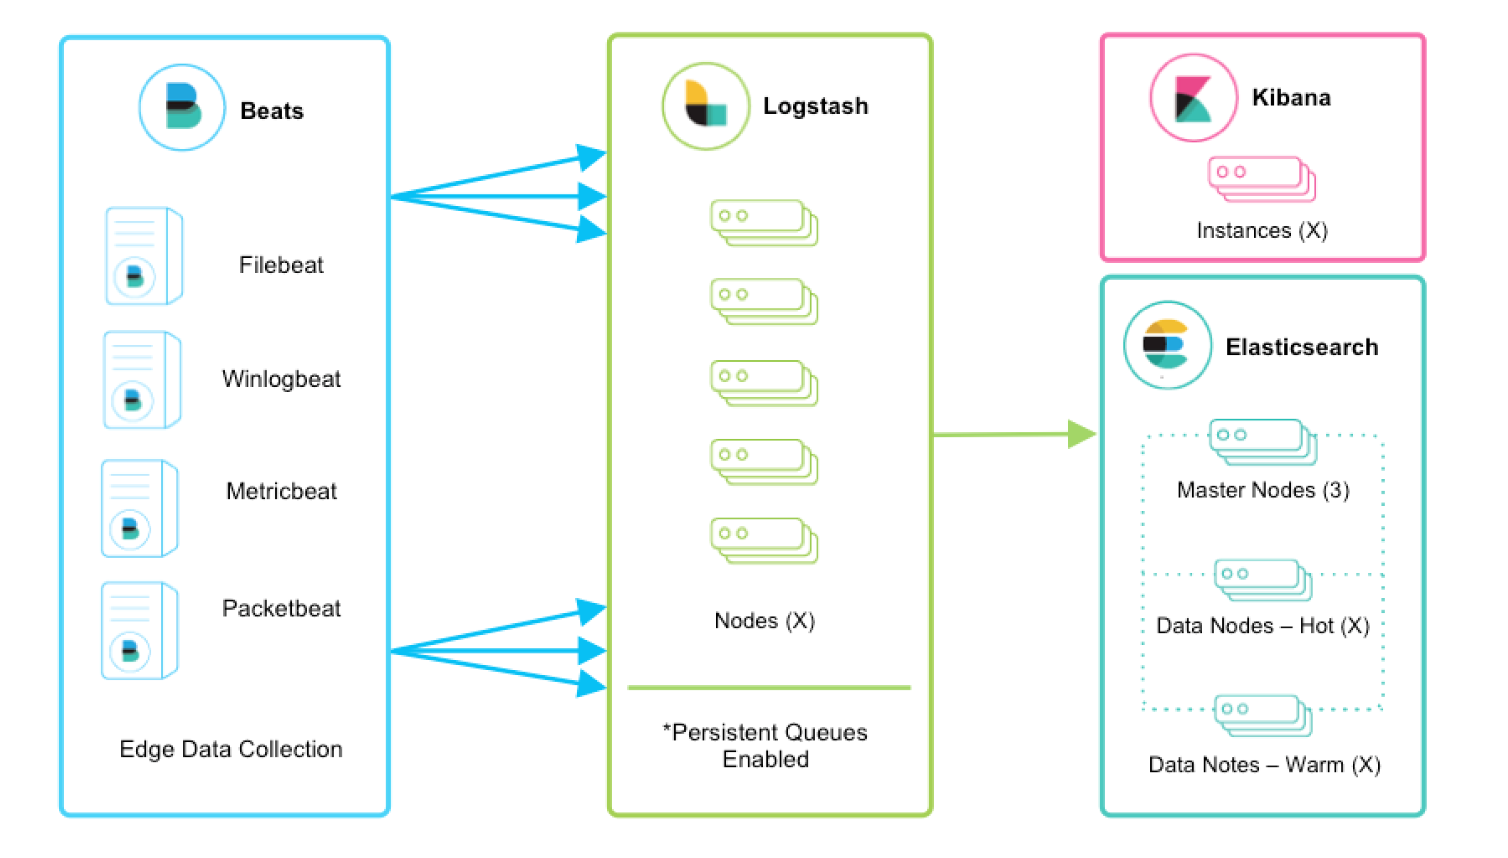 Beats
Filebeat
Winlogbeat
Metricbeat
Packetbeat
Edge Data Collection
Logstash
Nodes (X)
*Persistent Queues
Enabled
Kibana
Instances (X)
Elasticsearch
Master Nodes (3)
Data Nodes – Hot (X)
Data Notes – Warm (X)